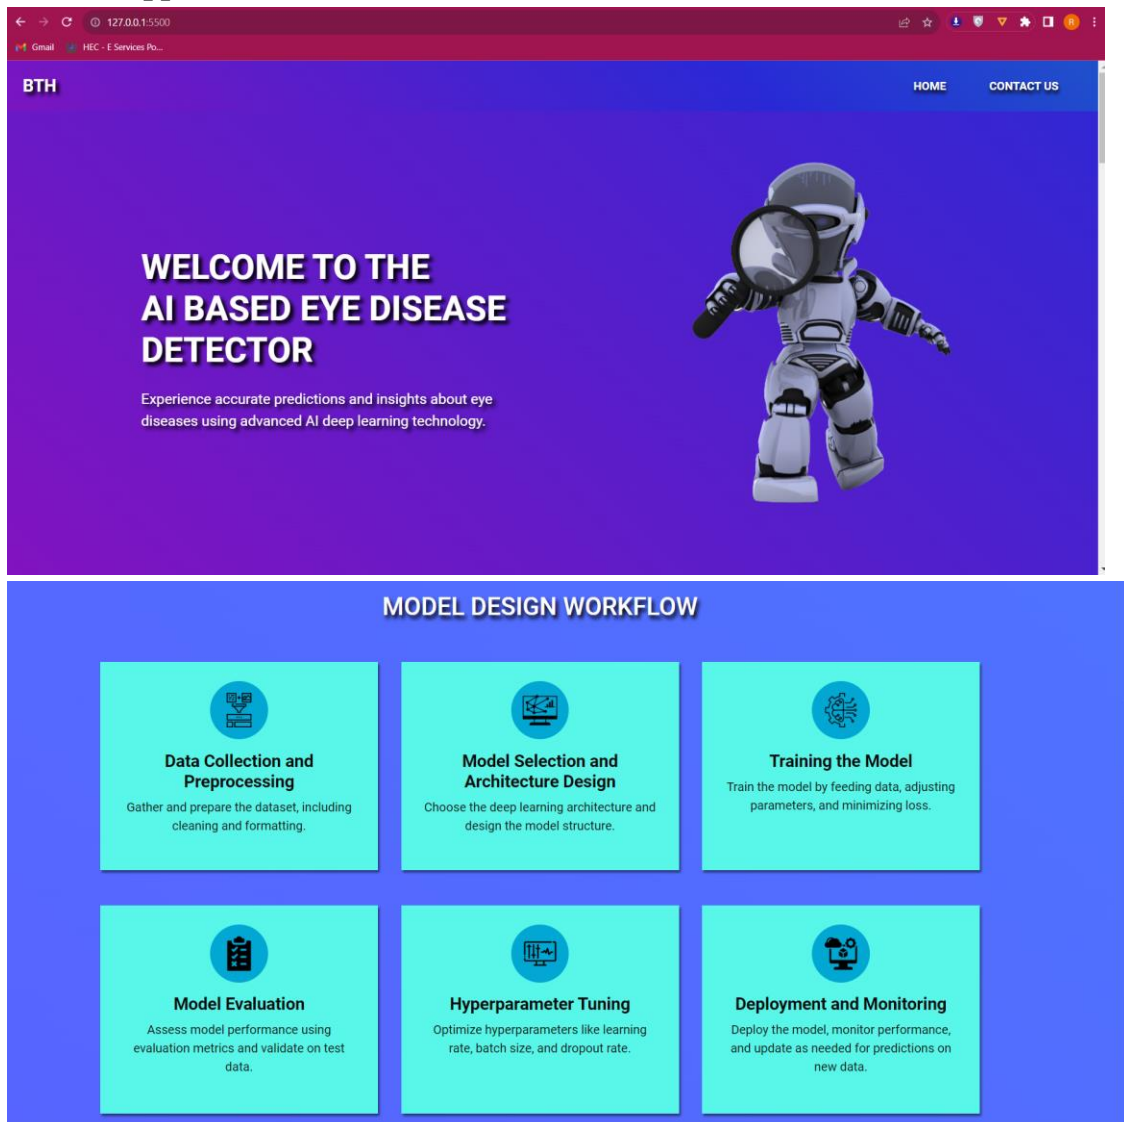 127.0.0.1:5500
Gmail
HEC - E Services Po...
R
BTH
HOME
CONTACT US
WELCOME TO THE
AI BASED EYE DISEASE
DETECTOR
Experience accurate predictions and insights about eye
diseases using advanced AI deep learning technology.
MODEL DESIGN WORKFLOW
Data Collection and
Preprocessing
Gather and prepare the dataset, including
cleaning and formatting.
Model Selection and
Architecture Design
Choose the deep learning architecture and
design the model structure.
Training the Model
Train the model by feeding data, adjusting
parameters, and minimizing loss.
Model Evaluation
Assess model performance using
evaluation metrics and validate on test
data.
Hyperparameter Tuning
Optimize hyperparameters like learning
rate, batch size, and dropout rate.
Deployment and Monitoring
Deploy the model, monitor performance,
and update as needed for predictions on
new data.